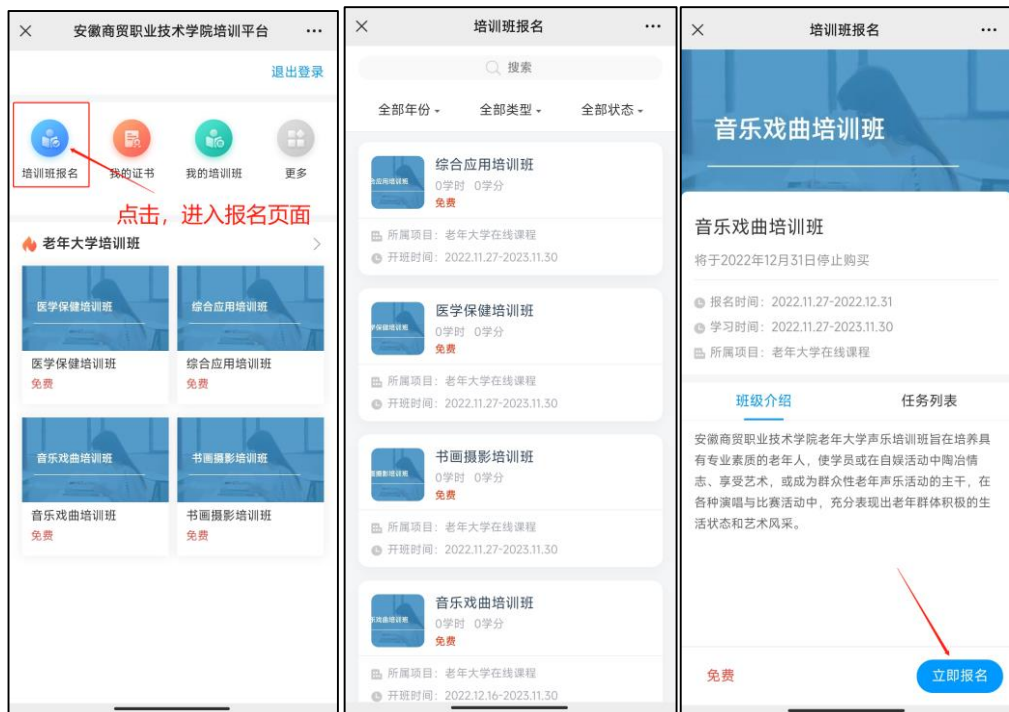 安徽商贸职业技术学院培训平台
退出登录
培训班报名
我的证书
我的培训班
更多
点击，进入报名页面
老年大学培训班
医学保健培训班
综合应用培训班
医学保健培训班
综合应用培训班
免费
免费
音乐戏曲培训班
书画摄影培训班
音乐戏曲培训班
书画摄影培训班
免费
免费
培训班报名
搜索
全部年份
全部类型
全部状态
综合应用培训班
0学时 0学分
免费
所属项目：老年大学在线课程
开班时间：2022.11.27-2023.11.30
医学保健培训班
0学时 0学分
免费
所属项目：老年大学在线课程
开班时间：2022.11.27-2023.11.30
书画摄影培训班
0学时 0学分
免费
所属项目：老年大学在线课程
开班时间：2022.11.27-2023.11.30
音乐戏曲培训班
0学时 0学分
免费
所属项目：老年大学在线课程
开班时间：2022.12.16-2023.11.30
培训班报名
音乐戏曲培训班
音乐戏曲培训班
将于2022年12月31日停止购买
报名时间：2022.11.27-2022.12.31
学习时间：2022.11.27-2023.11.30
所属项目：老年大学在线课程
班级介绍
任务列表
安徽商贸职业技术学院老年大学声乐培训班旨在培养具
有专业素质的老年人，使学员或在自娱活动中陶冶情
志、享受艺术，或成为群众性老年声乐活动的主干，在
各种演唱与比赛活动中，充分表现出老年群体积极的生
活状态和艺术风采。
免费
立即报名